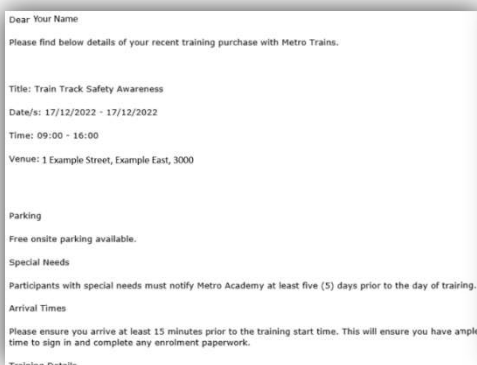 Dear Your Name
Please find below details of your recent training purchase with Metro Trains.
Title: Train Track Safety Awareness
Date/s: 17/12/2022 - 17/12/2022
Time: 09:00 - 16:00
Venue: 1 Example Street, Example East, 3000
Parking
Free onsite parking available.
Special Needs
Participants with special needs must notify Metro Academy at least five (5) days prior to the day of training.
Arrival Times
Please ensure you arrive at least 15 minutes prior to the training start time. This will ensure you have ample
time to sign in and complete any enrolment paperwork.
Training Details